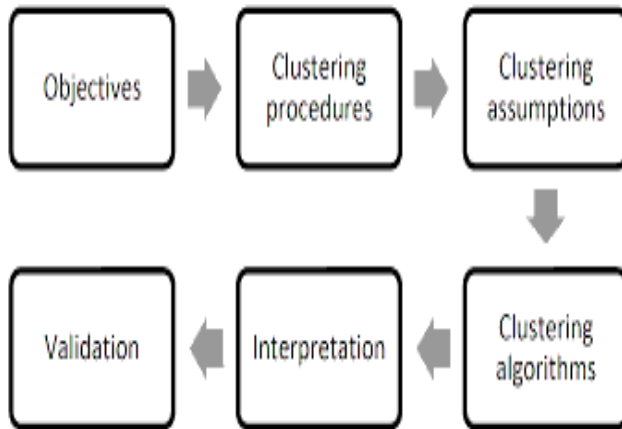 Objectives
Clustering
procedures
Clustering
assumptions
Clustering
algorithms
Interpretation
Validation